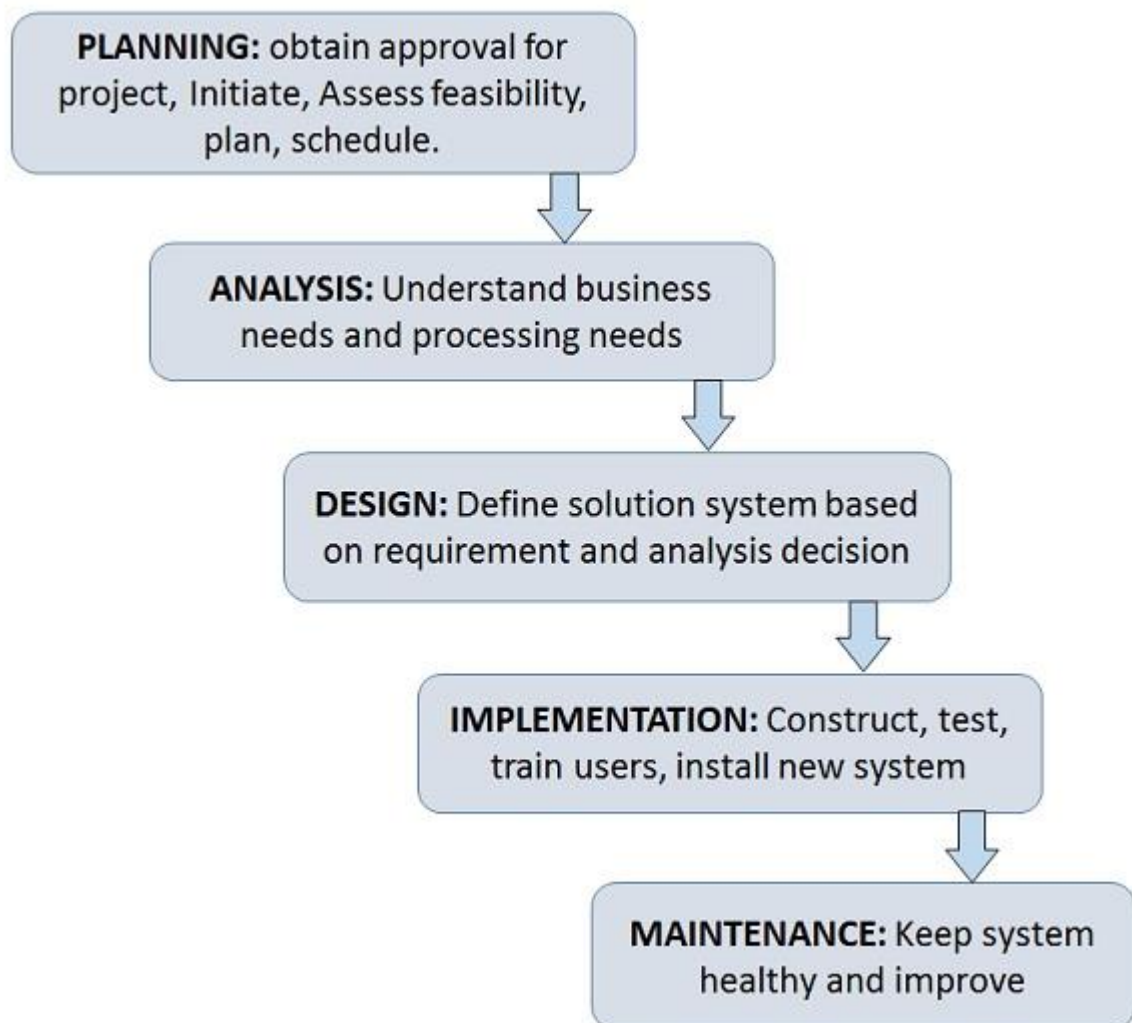 PLANNING: obtain approval for
project, Initiate, Assess feasibility,
plan, schedule.
ANALYSIS: Understand business
needs and processing needs
DESIGN: Define solution system based
on requirement and analysis decision
IMPLEMENTATION: Construct, test,
train users, install new system
MAINTENANCE: Keep system
healthy and improve